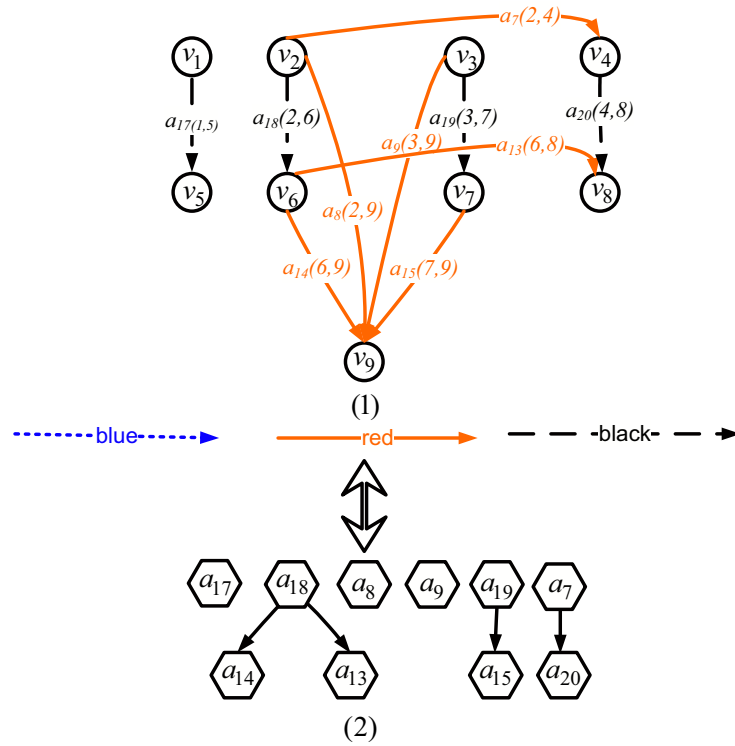 a7(2,4)
v1 v2 v3 v4
a17(1,5) a18(2,6) a19(3,7) a20(4,8)
a9(3,9) a13(6,8)
v5 v6 v7 v8
a8(2,9)
a14(6,9) a15(7,9)
v9
(1)
blue red black
a17 a18 a8 a9 a19 a7
a14 a13 a15 a20
(2)